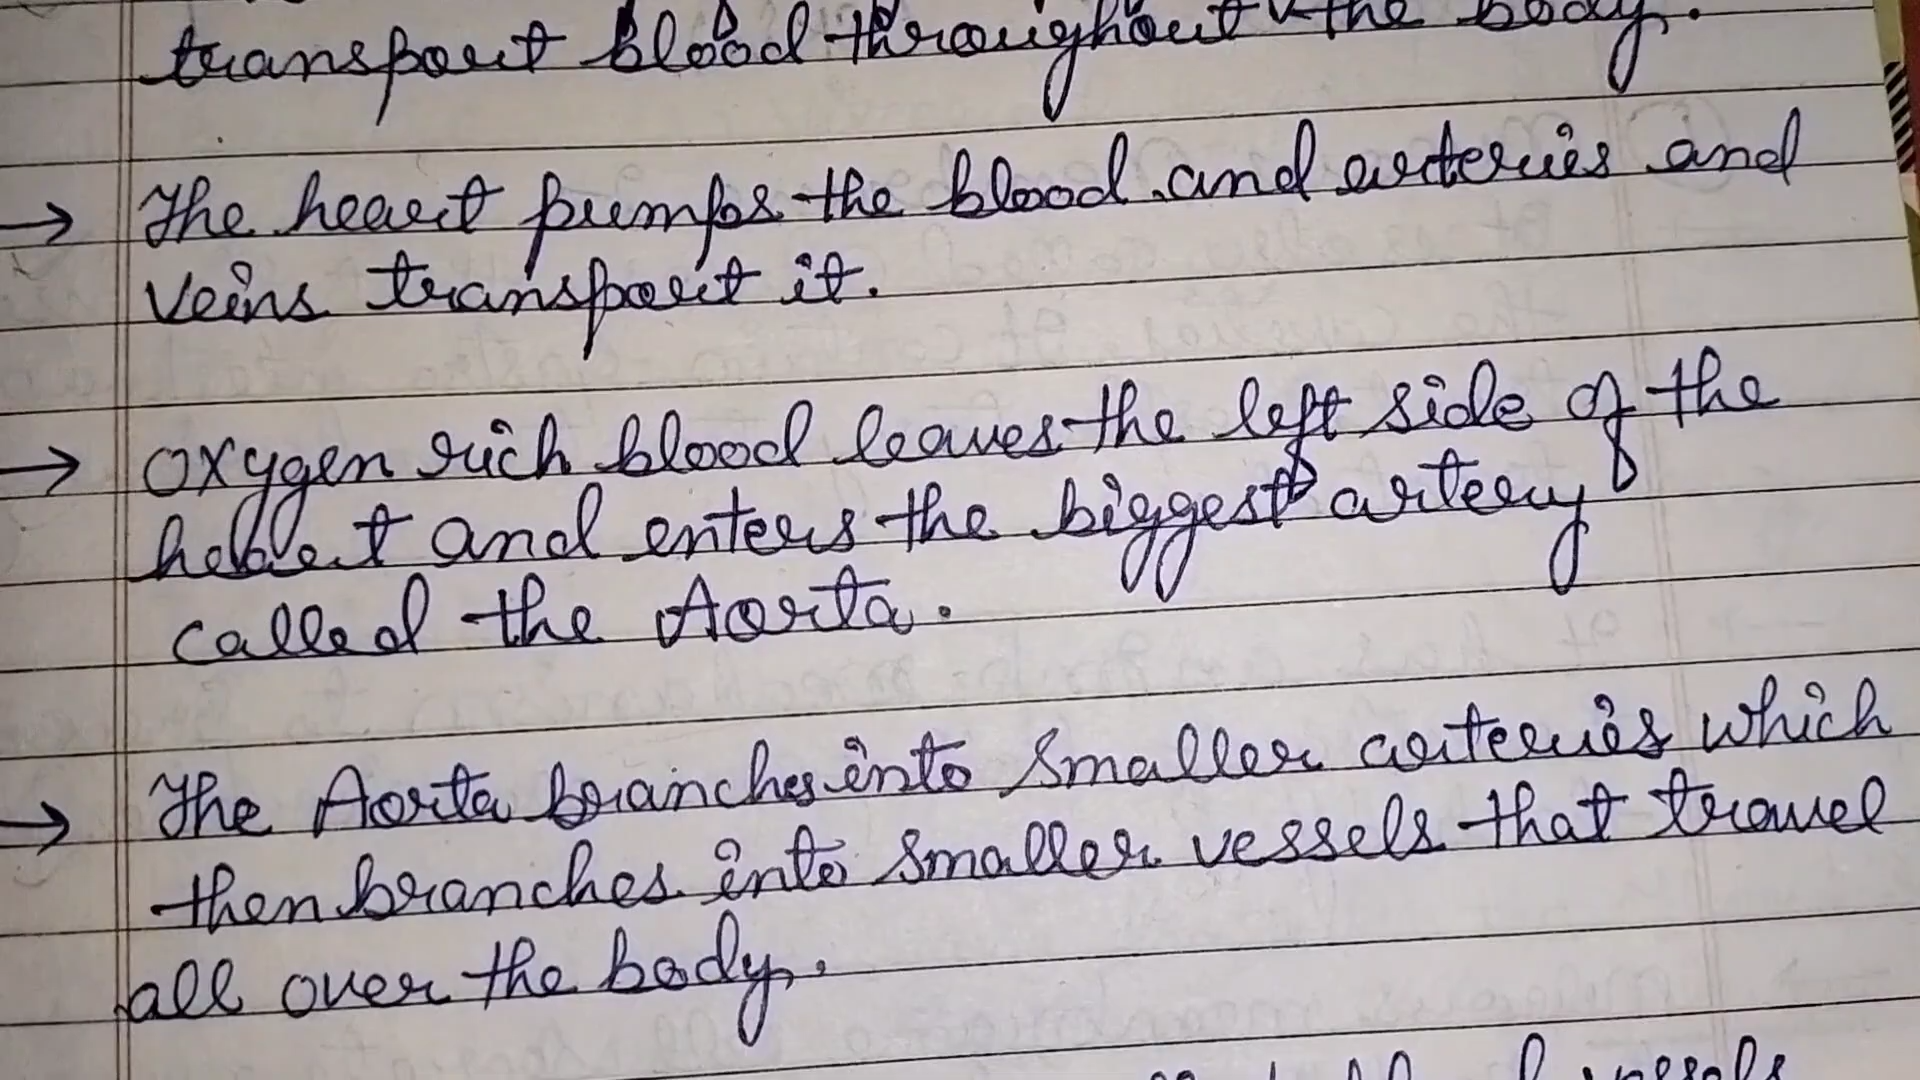 transport blood throughout the body.
→ The heart pumps the blood and arteries and
veins transport it.
→ Oxygen rich blood leaves the left side of the
heart and enters the biggest artery
called the Aorta.
→ The Aorta branches into smaller arteries which
then branches into smaller vessels that travel
all over the body.
vessels